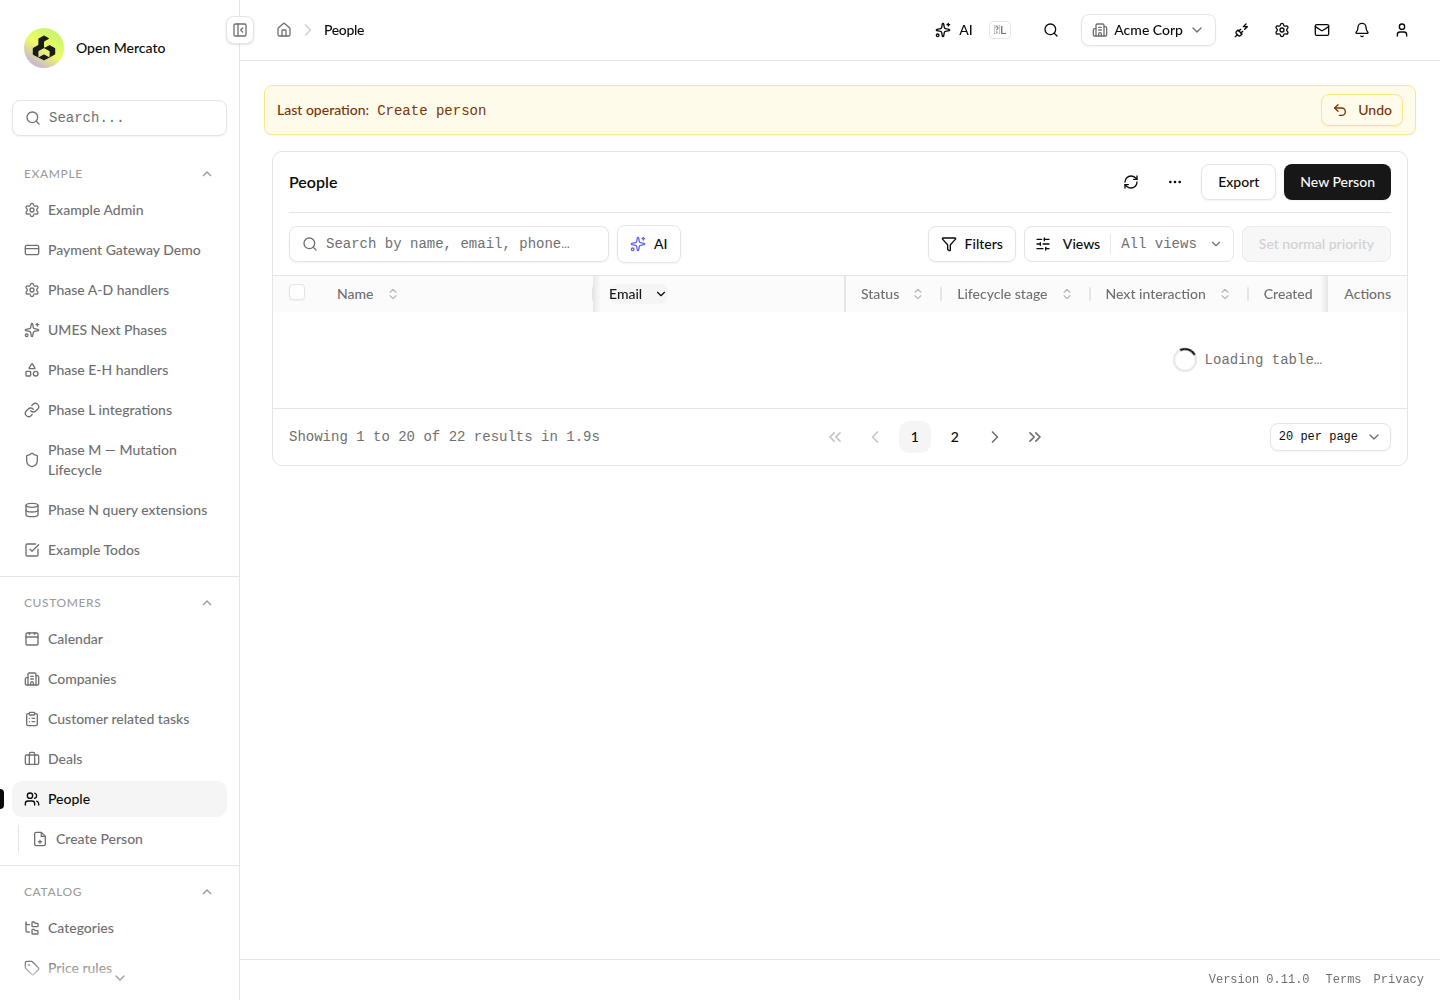 Open Mercato
People
AI
L
Acme Corp
Search...
Last operation: Create person
Undo
EXAMPLE
Example Admin
Payment Gateway Demo
Phase A-D handlers
UMES Next Phases
Phase E-H handlers
Phase L integrations
Phase M — Mutation
Lifecycle
Phase N query extensions
Example Todos
CUSTOMERS
Calendar
Companies
Customer related tasks
Deals
People
Create Person
CATALOG
Categories
Price rules
People
Export
New Person
Search by name, email, phone…
AI
Filters
Views
All views
Set normal priority
Name
Email
Status
Lifecycle stage
Next interaction
Created
Actions
Loading table…
Showing 1 to 20 of 22 results in 1.9s
1
2
20 per page
Version 0.11.0
Terms
Privacy